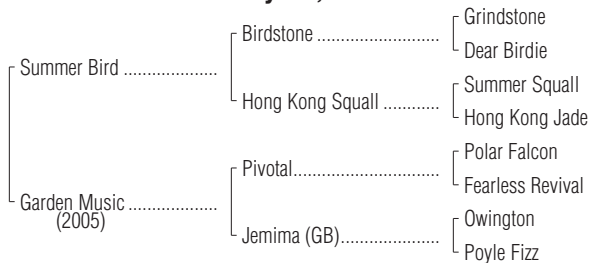 Grindstone
Birdstone ........................
Dear Birdie
Summer Bird ....................
Summer Squall
Hong Kong Squall ............
Hong Kong Jade
Polar Falcon
Pivotal...............................
Fearless Revival
Garden Music ...................
(2005)
Owington
Jemima (GB).....................
Poyle Fizz